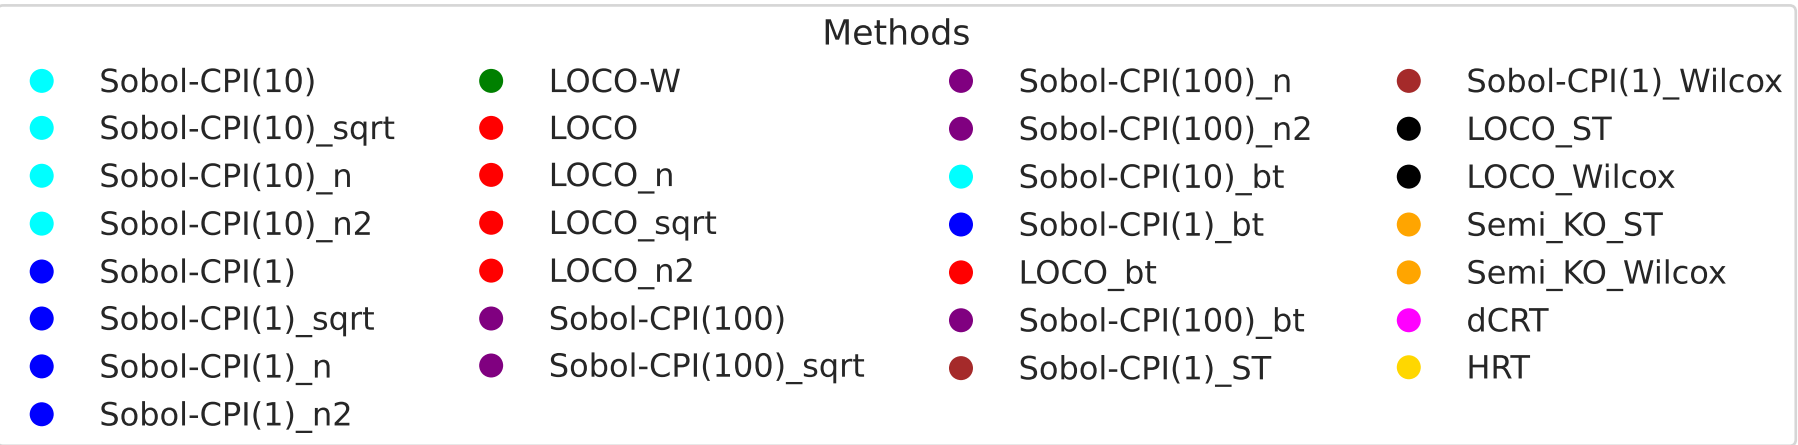 Methods
Sobol-CPI(10)
Sobol-CPI(10)_sqrt
Sobol-CPI(10)_n
Sobol-CPI(10)_n2
Sobol-CPI(1)
Sobol-CPI(1)_sqrt
Sobol-CPI(1)_n
Sobol-CPI(1)_n2
LOCO-W
LOCO
LOCO_n
LOCO_sqrt
LOCO_n2
Sobol-CPI(100)
Sobol-CPI(100)_sqrt
Sobol-CPI(100)_n
Sobol-CPI(100)_n2
Sobol-CPI(10)_bt
Sobol-CPI(1)_bt
LOCO_bt
Sobol-CPI(100)_bt
Sobol-CPI(1)_ST
Sobol-CPI(1)_Wilcox
LOCO_ST
LOCO_Wilcox
Semi_KO_ST
Semi_KO_Wilcox
dCRT
HRT